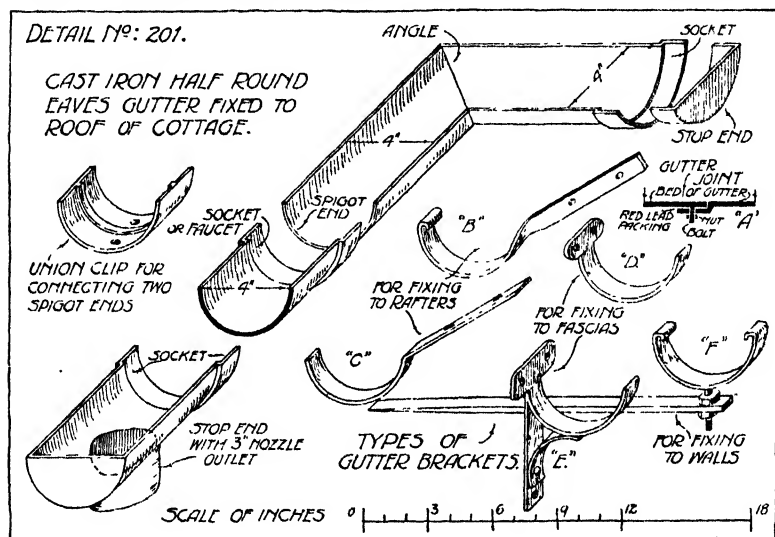 DETAIL Nº: 201.
CAST IRON HALF ROUND
EAVES GUTTER FIXED TO
ROOF OF COTTAGE.
ANGLE
SOCKET
4"
STOP END
4"
SPIGOT
END
SOCKET
OR FAUCET
4"
UNION CLIP FOR
CONNECTING TWO
SPIGOT ENDS
GUTTER
JOINT
BED OF GUTTER
RED LEAD
PACKING
NUT
BOLT
"A"
"B"
FOR FIXING
TO RAFTERS
"C"
"D."
FOR FIXING
TO FASCIAS
"F"
FOR FIXING
TO WALLS
TYPES OF
GUTTER BRACKETS.
"E."
SOCKET
STOP END
WITH 3" NOZZLE
OUTLET
SCALE OF INCHES
0 3 6 9 12 18